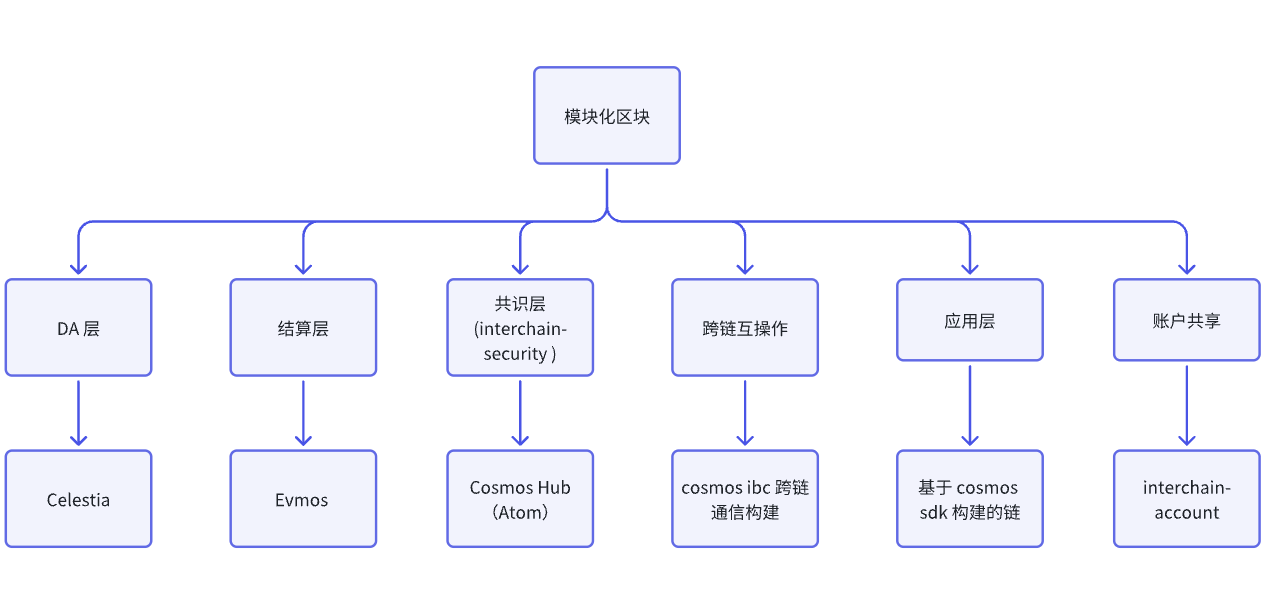 模块化区块
DA 层
结算层
共识层
(interchain-
security )
跨链互操作
应用层
账户共享
Celestia
Evmos
Cosmos Hub
（Atom）
cosmos ibc 跨链
通信构建
基于 cosmos
sdk 构建的链
interchain-
account